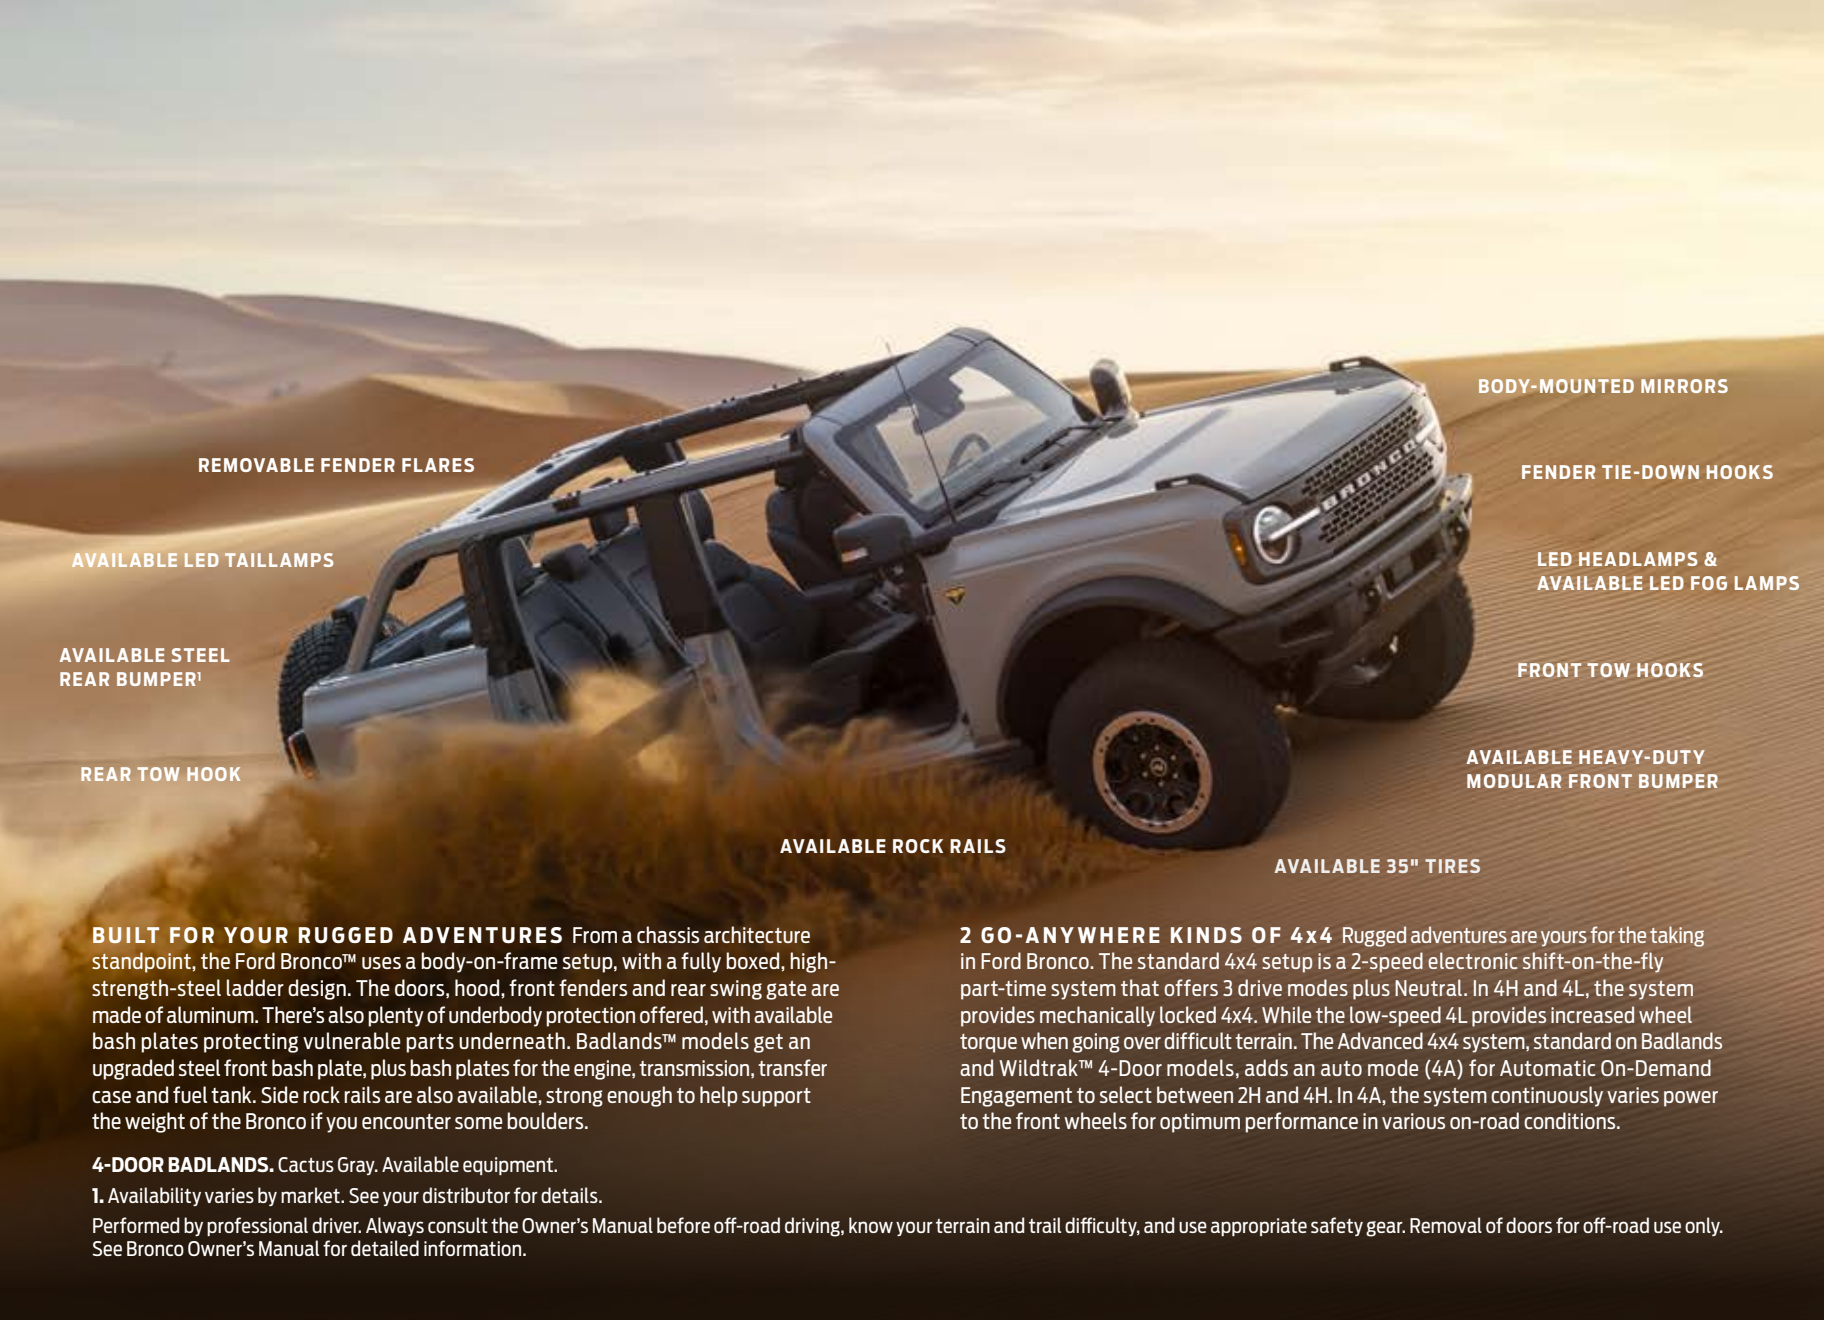 BODY-MOUNTED MIRRORS
REMOVABLE FENDER FLARES
FENDER TIE-DOWN HOOKS
BRONCO
AVAILABLE LED TAILLAMPS
LED HEADLAMPS &
AVAILABLE LED FOG LAMPS
AVAILABLE STEEL
REAR BUMPER¹
FRONT TOW HOOKS
REAR TOW HOOK
AVAILABLE HEAVY-DUTY
MODULAR FRONT BUMPER
AVAILABLE ROCK RAILS
AVAILABLE 35" TIRES
BUILT FOR YOUR RUGGED ADVENTURES From a chassis architecture
standpoint, the Ford Bronco™ uses a body-on-frame setup, with a fully boxed, high-
strength-steel ladder design. The doors, hood, front fenders and rear swing gate are
made of aluminum. There’s also plenty of underbody protection offered, with available
bash plates protecting vulnerable parts underneath. Badlands™ models get an
upgraded steel front bash plate, plus bash plates for the engine, transmission, transfer
case and fuel tank. Side rock rails are also available, strong enough to help support
the weight of the Bronco if you encounter some boulders.
2 GO-ANYWHERE KINDS OF 4x4 Rugged adventures are yours for the taking
in Ford Bronco. The standard 4x4 setup is a 2-speed electronic shift-on-the-fly
part-time system that offers 3 drive modes plus Neutral. In 4H and 4L, the system
provides mechanically locked 4x4. While the low-speed 4L provides increased wheel
torque when going over difficult terrain. The Advanced 4x4 system, standard on Badlands
and Wildtrak™ 4-Door models, adds an auto mode (4A) for Automatic On-Demand
Engagement to select between 2H and 4H. In 4A, the system continuously varies power
to the front wheels for optimum performance in various on-road conditions.
4-DOOR BADLANDS. Cactus Gray. Available equipment.
1. Availability varies by market. See your distributor for details.
Performed by professional driver. Always consult the Owner’s Manual before off-road driving, know your terrain and trail difficulty, and use appropriate safety gear. Removal of doors for off-road use only.
See Bronco Owner’s Manual for detailed information.